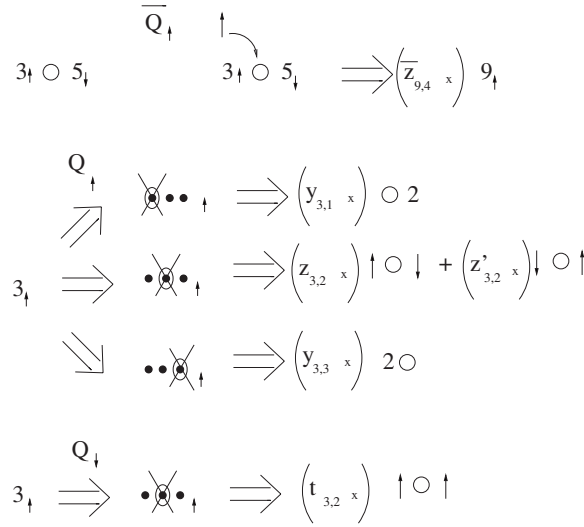 Q̅↑ ↑
3↑ ○ 5↓ 3↑ ○ 5↓ ⟹ ( z̅9,4 x ) 9↑
Q↑
⟹ ( y3,1 x ) ○ 2
3↑ ⟹ ⟹ ( z3,2 x ) ↑ ○ ↓ + ( z'3,2 x ) ↓ ○ ↑
⟹ ( y3,3 x ) 2 ○
Q↓
3↑ ⟹ ⟹ ( t3,2 x ) ↑ ○ ↑